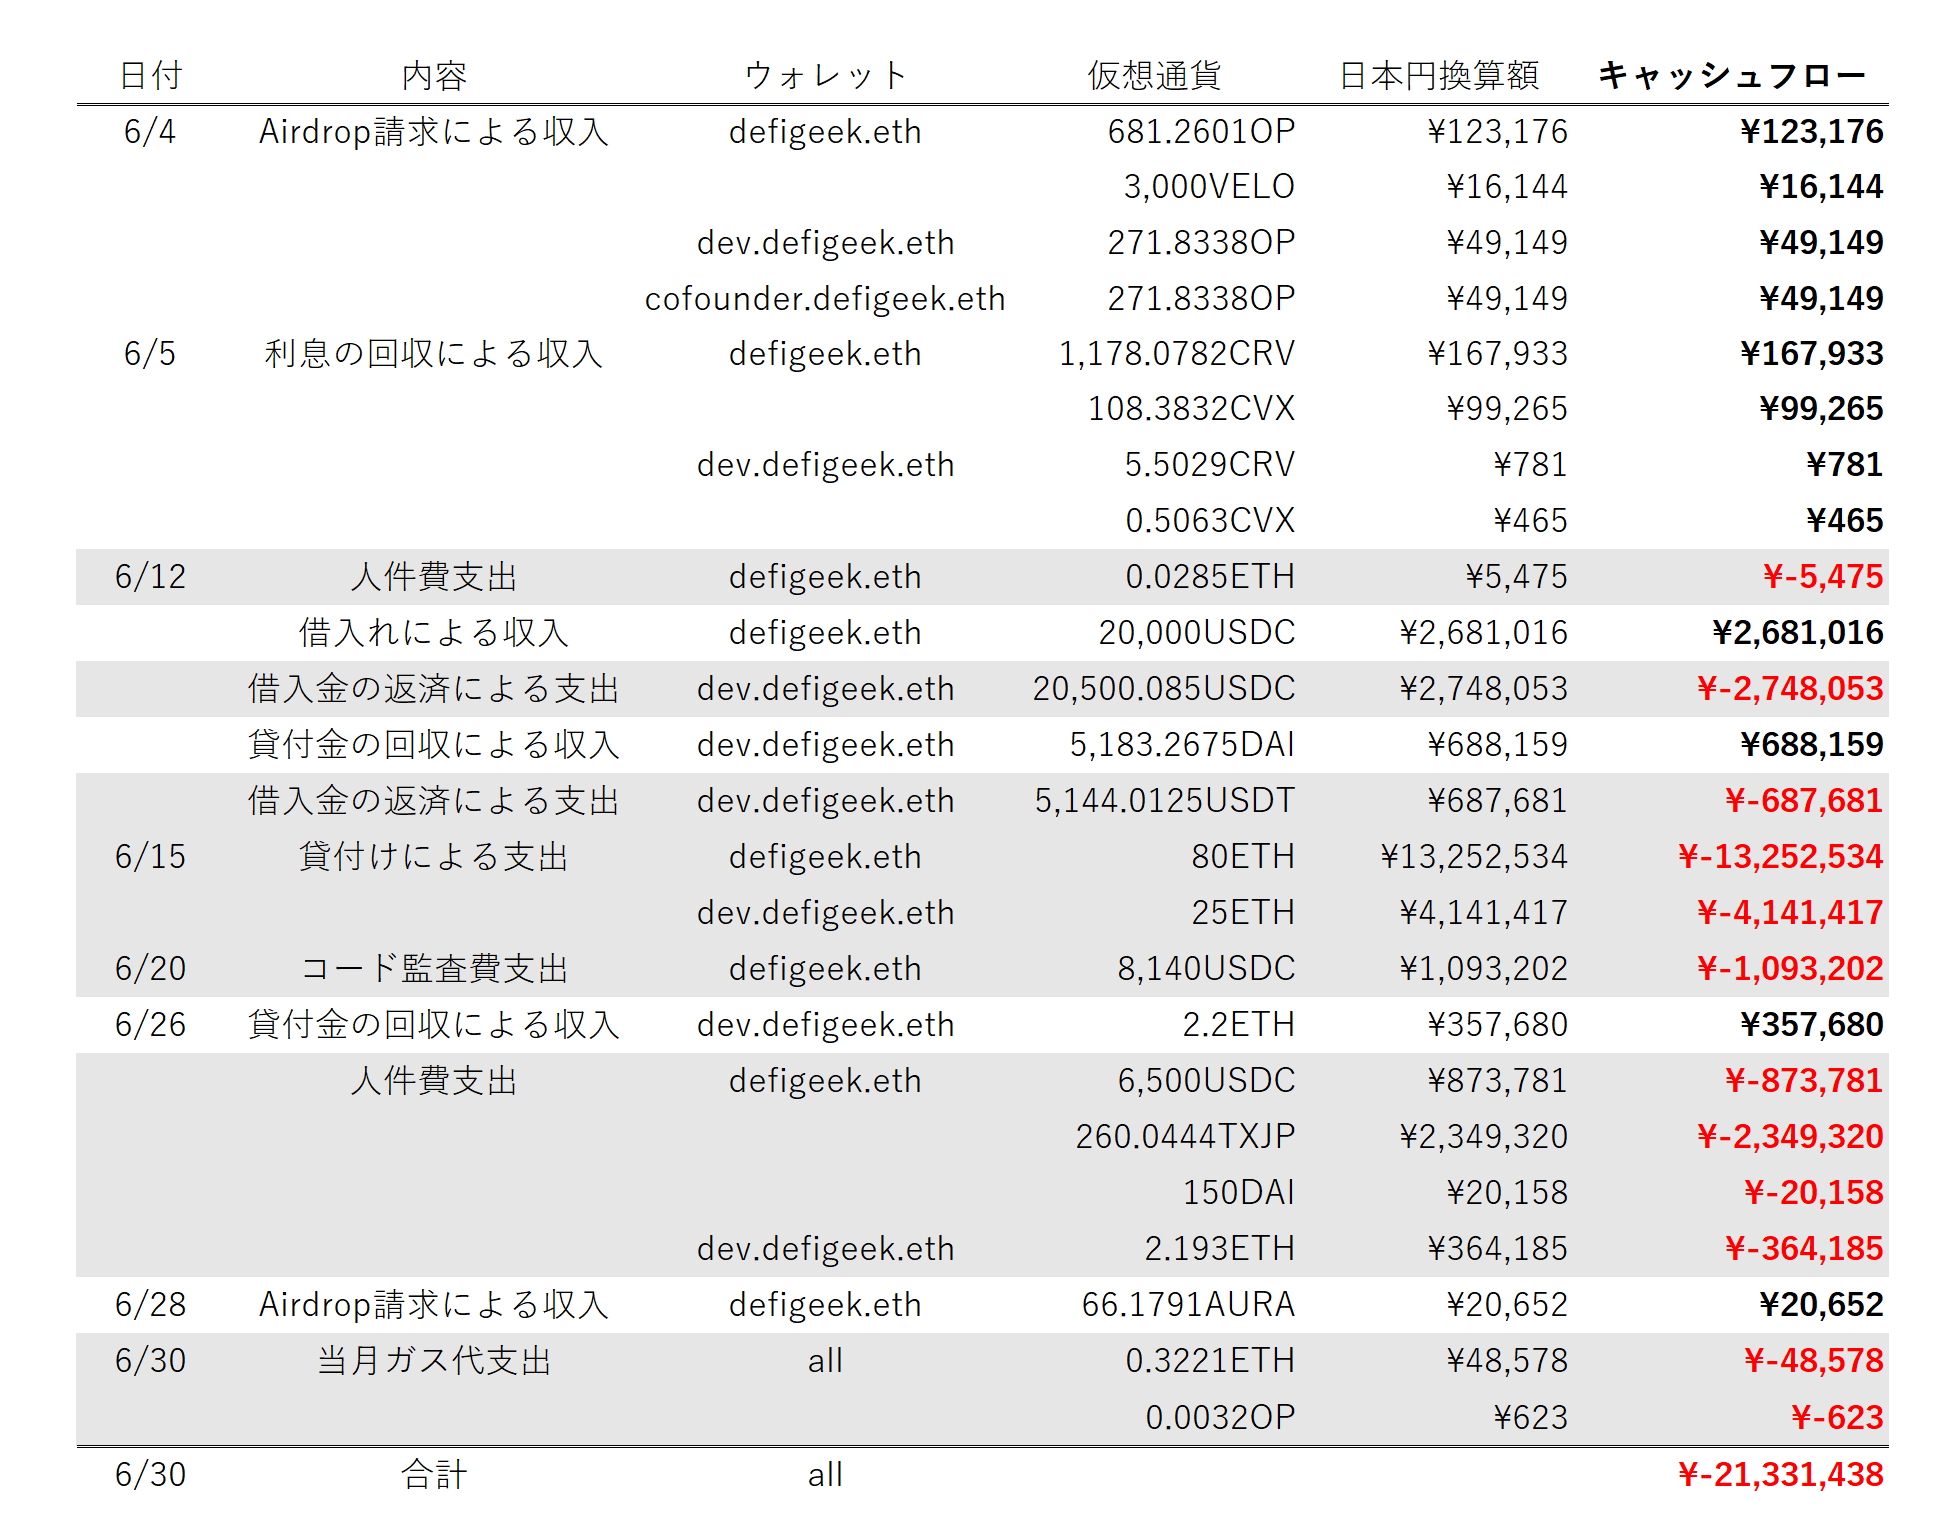 日付 内容 ウォレット 仮想通貨 日本円換算額 キャッシュフロー
6/4 Airdrop請求による収入 defigeek.eth 681.2601OP ¥123,176 ¥123,176
3,000VELO ¥16,144 ¥16,144
dev.defigeek.eth 271.8338OP ¥49,149 ¥49,149
cofounder.defigeek.eth 271.8338OP ¥49,149 ¥49,149
6/5 利息の回収による収入 defigeek.eth 1,178.0782CRV ¥167,933 ¥167,933
108.3832CVX ¥99,265 ¥99,265
dev.defigeek.eth 5.5029CRV ¥781 ¥781
0.5063CVX ¥465 ¥465
6/12 人件費支出 defigeek.eth 0.0285ETH ¥5,475 ¥-5,475
借入れによる収入 defigeek.eth 20,000USDC ¥2,681,016 ¥2,681,016
借入金の返済による支出 dev.defigeek.eth 20,500.085USDC ¥2,748,053 ¥-2,748,053
貸付金の回収による収入 dev.defigeek.eth 5,183.2675DAI ¥688,159 ¥688,159
借入金の返済による支出 dev.defigeek.eth 5,144.0125USDT ¥687,681 ¥-687,681
6/15 貸付けによる支出 defigeek.eth 80ETH ¥13,252,534 ¥-13,252,534
dev.defigeek.eth 25ETH ¥4,141,417 ¥-4,141,417
6/20 コード監査費支出 defigeek.eth 8,140USDC ¥1,093,202 ¥-1,093,202
6/26 貸付金の回収による収入 dev.defigeek.eth 2.2ETH ¥357,680 ¥357,680
人件費支出 defigeek.eth 6,500USDC ¥873,781 ¥-873,781
260.0444TXJP ¥2,349,320 ¥-2,349,320
150DAI ¥20,158 ¥-20,158
dev.defigeek.eth 2.193ETH ¥364,185 ¥-364,185
6/28 Airdrop請求による収入 defigeek.eth 66.1791AURA ¥20,652 ¥20,652
6/30 当月ガス代支出 all 0.3221ETH ¥48,578 ¥-48,578
0.0032OP ¥623 ¥-623
6/30 合計 all ¥-21,331,438